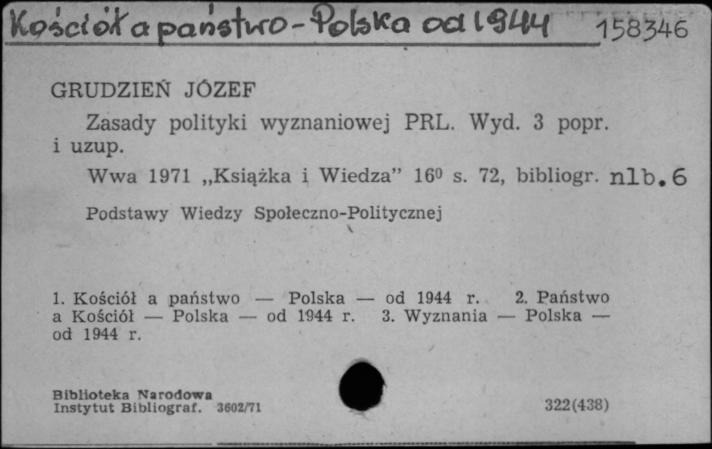 Kościół a państwo - Polska od 1944 158346
GRUDZIEŃ JÓZEF
Zasady polityki wyznaniowej PRL. Wyd. 3 popr.
i uzup.
Wwa 1971 „Książka i Wiedza” 16⁰ s. 72, bibliogr. nlb.6
Podstawy Wiedzy Społeczno-Politycznej
1. Kościół a państwo — Polska — od 1944 r. 2. Państwo
a Kościół — Polska — od 1944 r. 3. Wyznania — Polska —
od 1944 r.
Biblioteka Narodowa
Instytut Bibliograf. 3602/71 322(438)